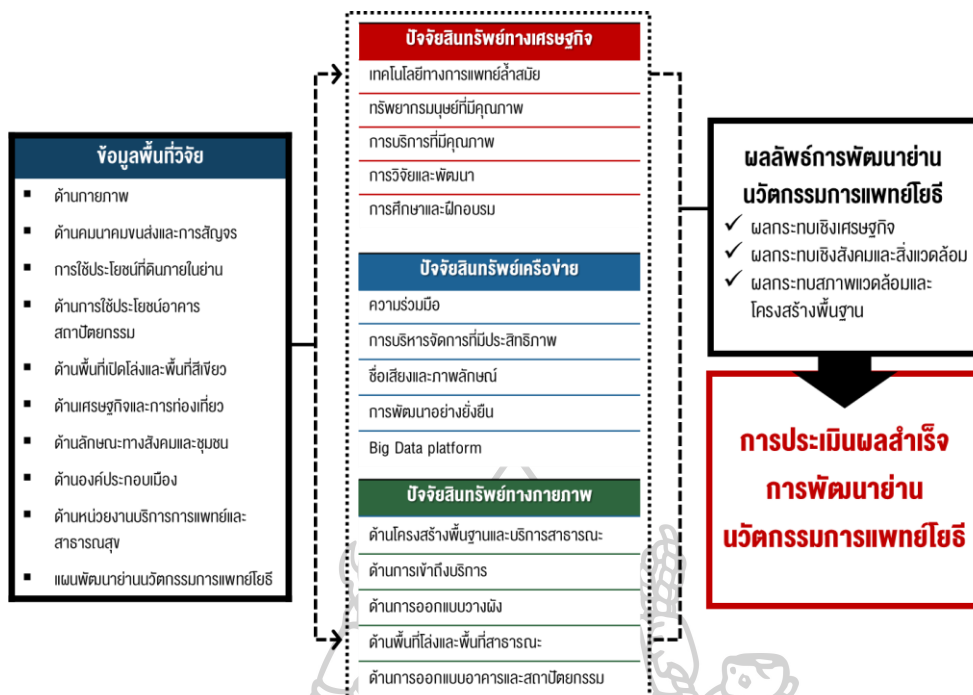 ข้อมูลพื้นที่วิจัย
ด้านกายภาพ
ด้านคมนาคมขนส่งและการสัญจร
การใช้ประโยชน์ที่ดินภายในย่าน
ด้านการใช้ประโยชน์อาคาร
สถาปัตยกรรม
ด้านพื้นที่เปิดโล่งและพื้นที่สีเขียว
ด้านเศรษฐกิจและการท่องเที่ยว
ด้านลักษณะทางสังคมและชุมชน
ด้านองค์ประกอบเมือง
ด้านหน่วยงานบริการการแพทย์และ
สาธารณสุข
แผนพัฒนาย่านนวัตกรรมการแพทย์โยธี
ปัจจัยสินทรัพย์ทางเศรษฐกิจ
เทคโนโลยีทางการแพทย์ล้ำสมัย
ทรัพยากรมนุษย์ที่มีคุณภาพ
การบริการที่มีคุณภาพ
การวิจัยและพัฒนา
การศึกษาและฝึกอบรม
ปัจจัยสินทรัพย์เครือข่าย
ความร่วมมือ
การบริหารจัดการที่มีประสิทธิภาพ
ชื่อเสียงและภาพลักษณ์
การพัฒนาอย่างยั่งยืน
Big Data platform
ปัจจัยสินทรัพย์ทางกายภาพ
ด้านโครงสร้างพื้นฐานและบริการสาธารณะ
ด้านการเข้าถึงบริการ
ด้านการออกแบบวางผัง
ด้านพื้นที่โล่งและพื้นที่สาธารณะ
ด้านการออกแบบอาคารและสถาปัตยกรรม
ผลลัพธ์การพัฒนาย่าน
นวัตกรรมการแพทย์โยธี
ผลกระทบเชิงเศรษฐกิจ
ผลกระทบเชิงสังคมและสิ่งแวดล้อม
ผลกระทบสภาพแวดล้อมและ
โครงสร้างพื้นฐาน
การประเมินผลสำเร็จ
การพัฒนาย่าน
นวัตกรรมการแพทย์โยธี